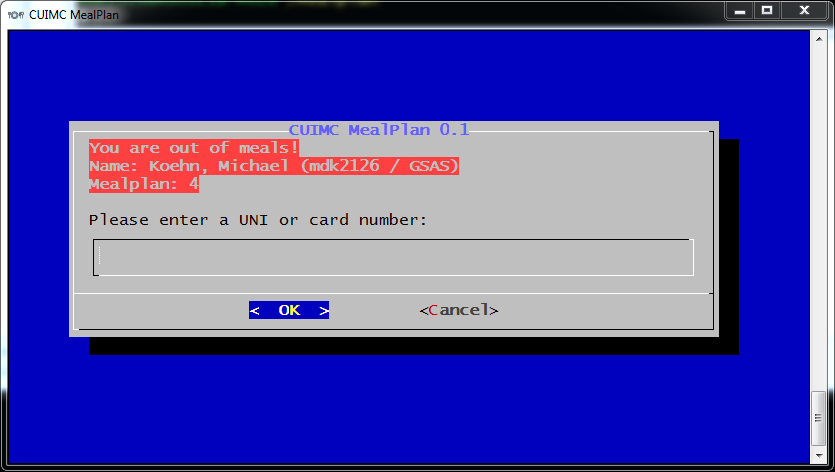 CUIMC MealPlan
CUIMC MealPlan 0.1
You are out of meals!
Name: Koehn, Michael (mdk2126 / GSAS)
Mealplan: 4
Please enter a UNI or card number:
< OK > <Cancel>